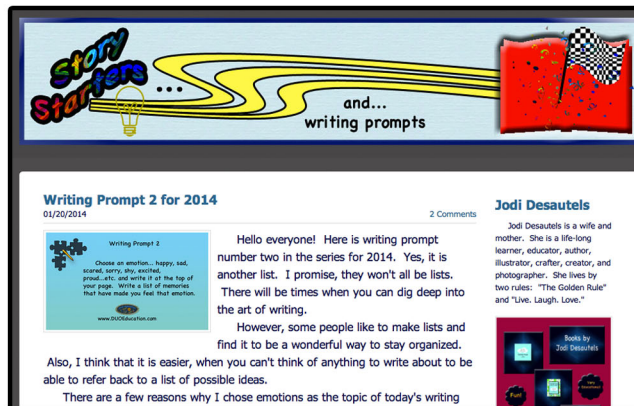 Story
Starters
...
and...
writing prompts
Writing Prompt 2 for 2014
01/20/2014
2 Comments
Writing Prompt 2
Choose an emotion... happy, sad,
scared, sorry, shy, excited,
proud...etc. and write it at the top of
your page. Write a list of memories
that have made you feel that emotion.
www.DUOEducation.com
Hello everyone! Here is writing prompt
number two in the series for 2014. Yes, it is
another list. I promise, they won't all be lists.
There will be times when you can dig deep into
the art of writing.
However, some people like to make lists and
find it to be a wonderful way to stay organized.
Also, I think that it is easier, when you can't think of anything to write about to be
able to refer back to a list of possible ideas.
There are a few reasons why I chose emotions as the topic of today's writing
Jodi Desautels
Jodi Desautels is a wife and
mother. She is a life-long
learner, educator, author,
illustrator, crafter, creator, and
photographer. She lives by
two rules: "The Golden Rule"
and "Live. Laugh. Love."
Books by
Jodi Desautels
Fun!